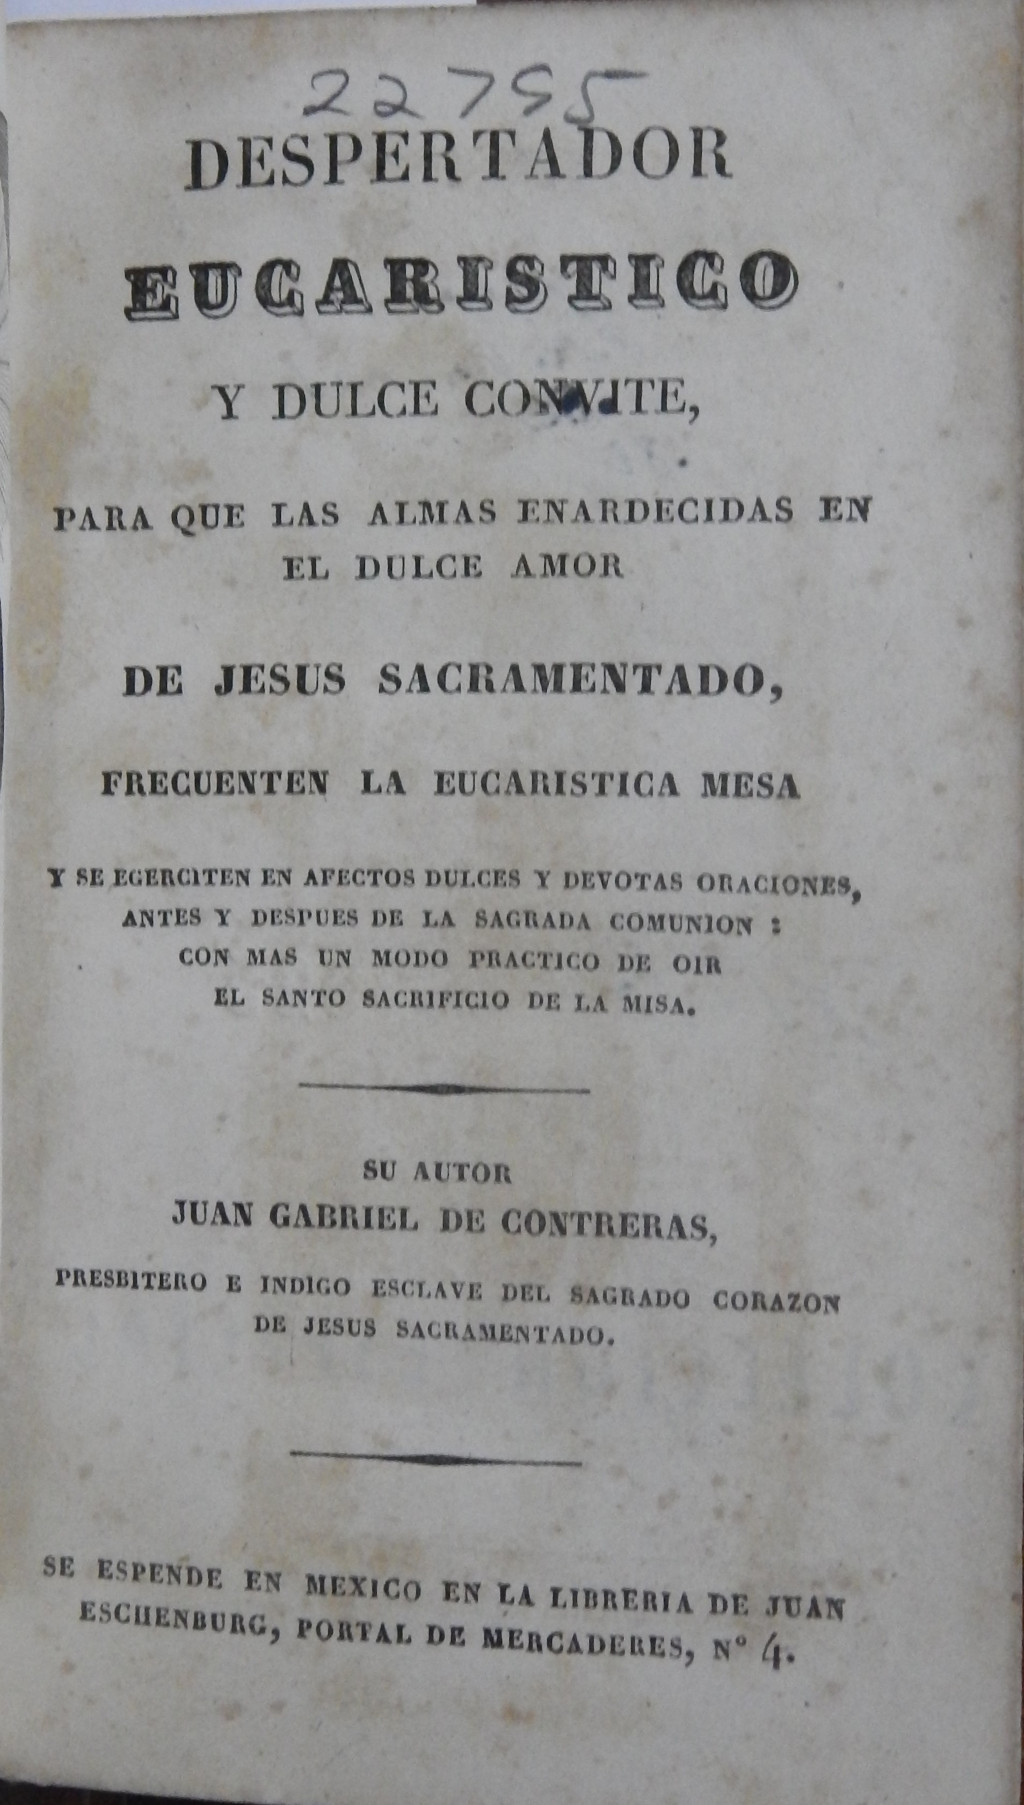 22755
DESPERTADOR
EUCARISTICO
Y DULCE CONVITE,
PARA QUE LAS ALMAS ENARDECIDAS EN
EL DULCE AMOR
DE JESUS SACRAMENTADO,
FRECUENTEN LA EUCARISTICA MESA
Y SE EGERCITEN EN AFECTOS DULCES Y DEVOTAS ORACIONES,
ANTES Y DESPUES DE LA SAGRADA COMUNION :
CON MAS UN MODO PRACTICO DE OIR
EL SANTO SACRIFICIO DE LA MISA.
SU AUTOR
JUAN GABRIEL DE CONTRERAS,
PRESBITERO E INDIGO ESCLAVE DEL SAGRADO CORAZON
DE JESUS SACRAMENTADO.
SE ESPENDE EN MEXICO EN LA LIBRERIA DE JUAN
ESCHENBURG, PORTAL DE MERCADERES, Nº 4.